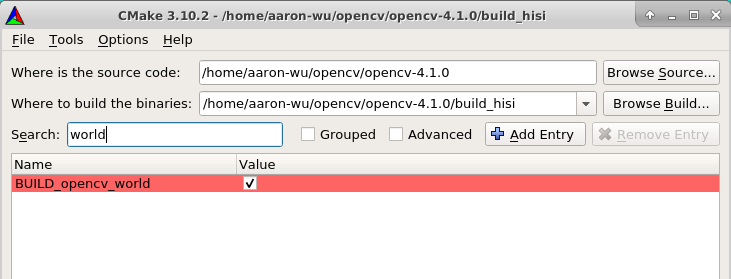 CMake 3.10.2 - /home/aaron-wu/opencv/opencv-4.1.0/build_hisi
File Tools Options Help
Where is the source code: /home/aaron-wu/opencv/opencv-4.1.0 Browse Source...
Where to build the binaries: /home/aaron-wu/opencv/opencv-4.1.0/build_hisi Browse Build...
Search: world Grouped Advanced Add Entry Remove Entry
Name Value
BUILD_opencv_world